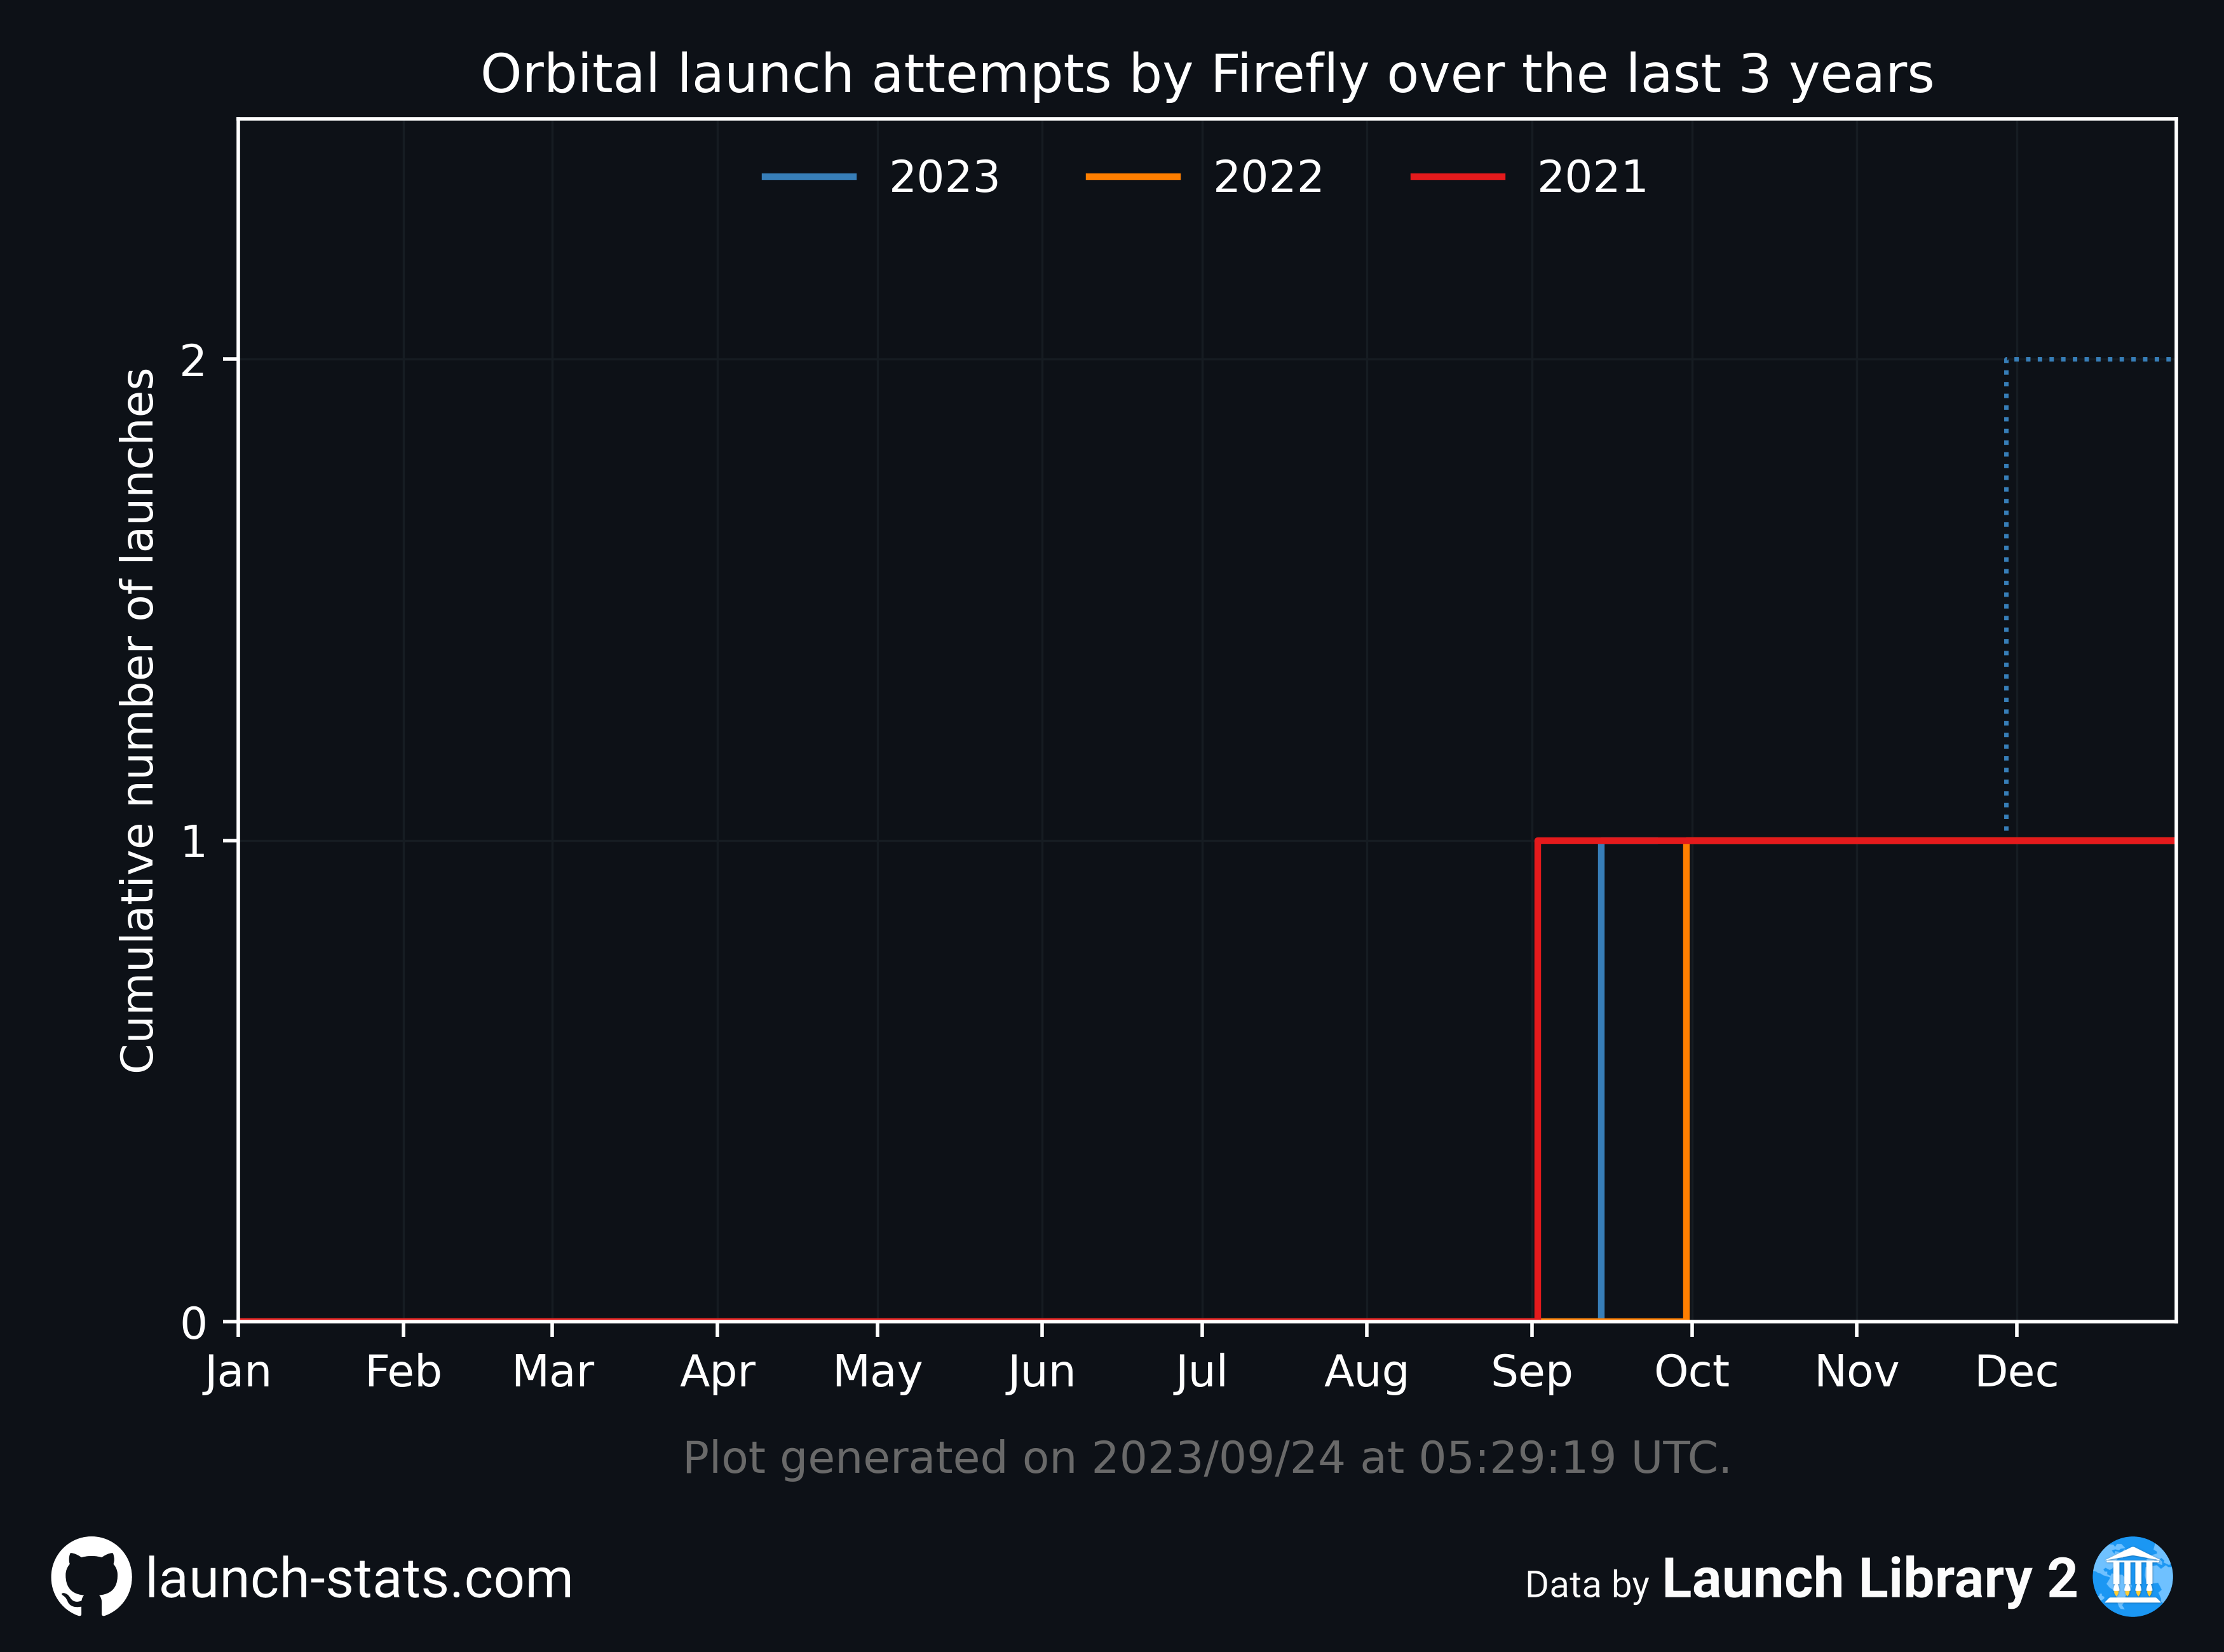 Orbital launch attempts by Firefly over the last 3 years
2023 2022 2021
Cumulative number of launches
2
1
0
Jan Feb Mar Apr May Jun Jul Aug Sep Oct Nov Dec
Plot generated on 2023/09/24 at 05:29:19 UTC.
launch-stats.com
Data by Launch Library 2